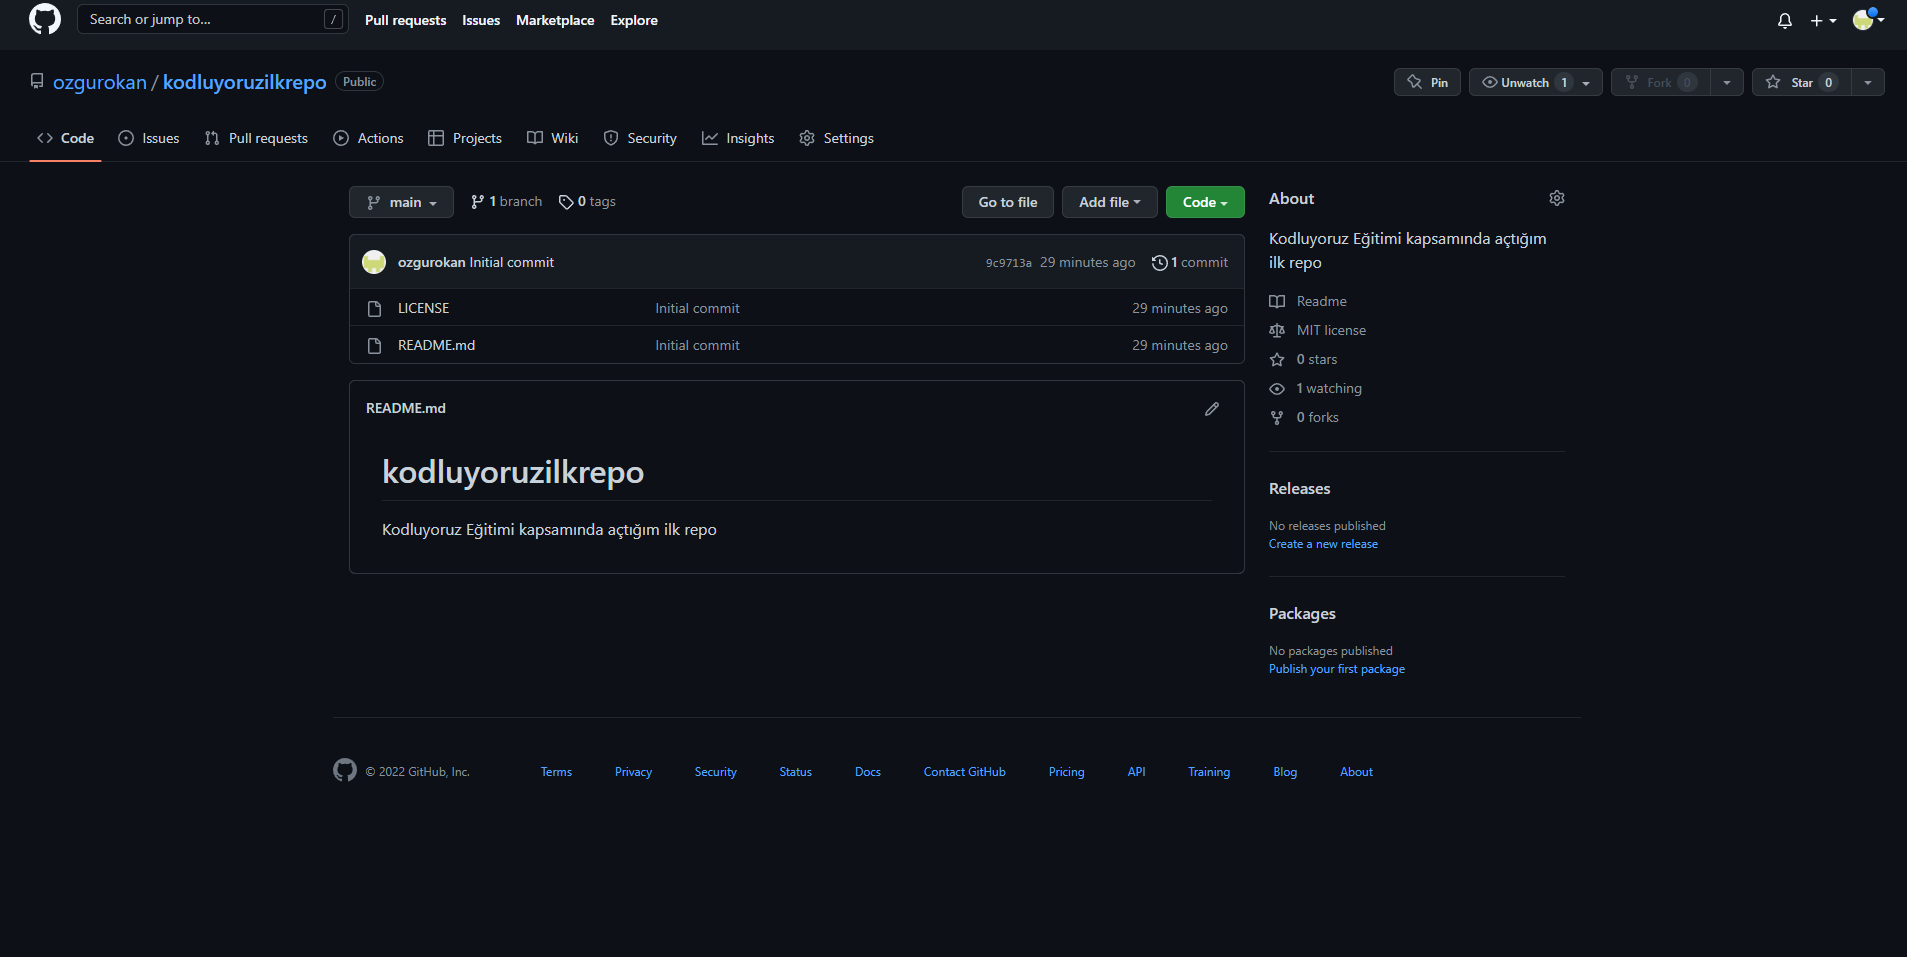 Search or jump to... /
Pull requests Issues Marketplace Explore
ozgurokan / kodluyoruzilkrepo Public
Pin Unwatch 1 Fork 0 Star 0
Code Issues Pull requests Actions Projects Wiki Security Insights Settings
main 1 branch 0 tags Go to file Add file Code
ozgurokan Initial commit 9c9713a 29 minutes ago 1 commit
LICENSE Initial commit 29 minutes ago
README.md Initial commit 29 minutes ago
README.md
kodluyoruzilkrepo
Kodluyoruz Eğitimi kapsamında açtığım ilk repo
About
Kodluyoruz Eğitimi kapsamında açtığım
ilk repo
Readme
MIT license
0 stars
1 watching
0 forks
Releases
No releases published
Create a new release
Packages
No packages published
Publish your first package
© 2022 GitHub, Inc. Terms Privacy Security Status Docs Contact GitHub Pricing API Training Blog About